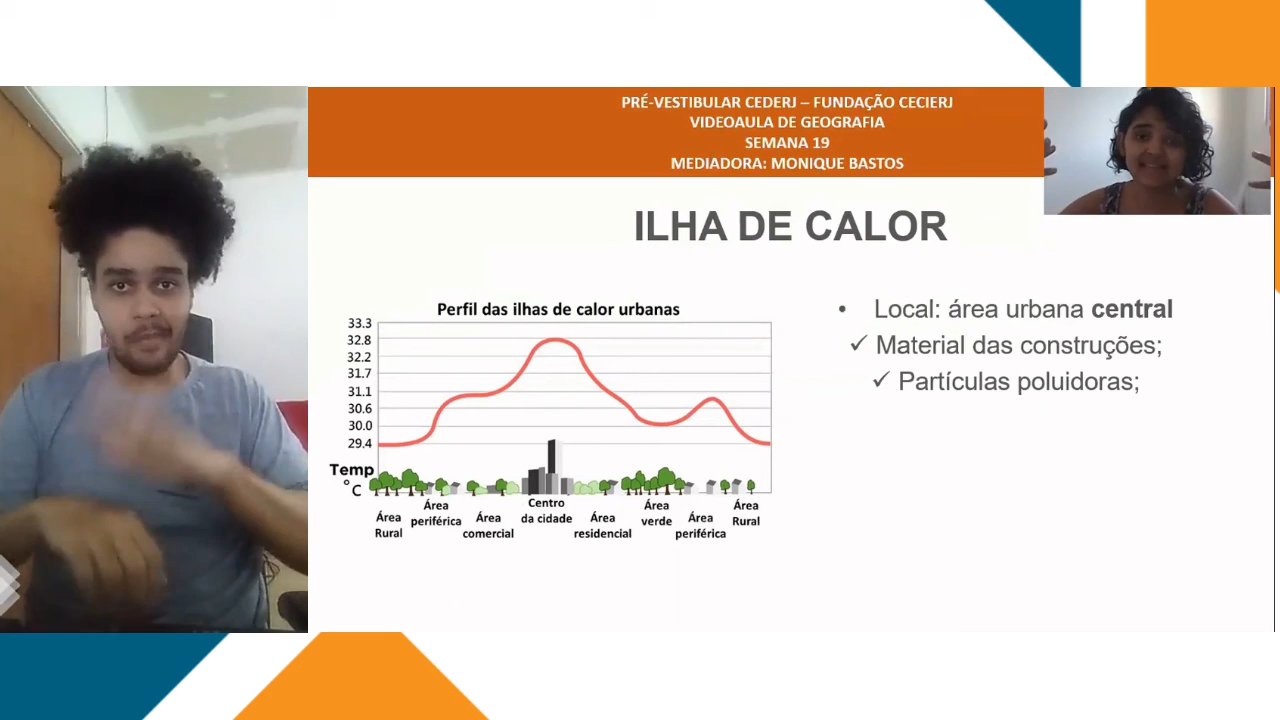 PRÉ-VESTIBULAR CEDERJ – FUNDAÇÃO CECIERJ
VIDEOAULA DE GEOGRAFIA
SEMANA 19
MEDIADORA: MONIQUE BASTOS
ILHA DE CALOR
Perfil das ilhas de calor urbanas
33.3
32.8
32.2
31.7
31.1
30.6
30.0
29.4
Temp
°C
Área Rural
Área periférica
Área comercial
Centro da cidade
Área residencial
Área verde
Área periférica
Área Rural
• Local: área urbana central
✓ Material das construções;
✓ Partículas poluidoras;